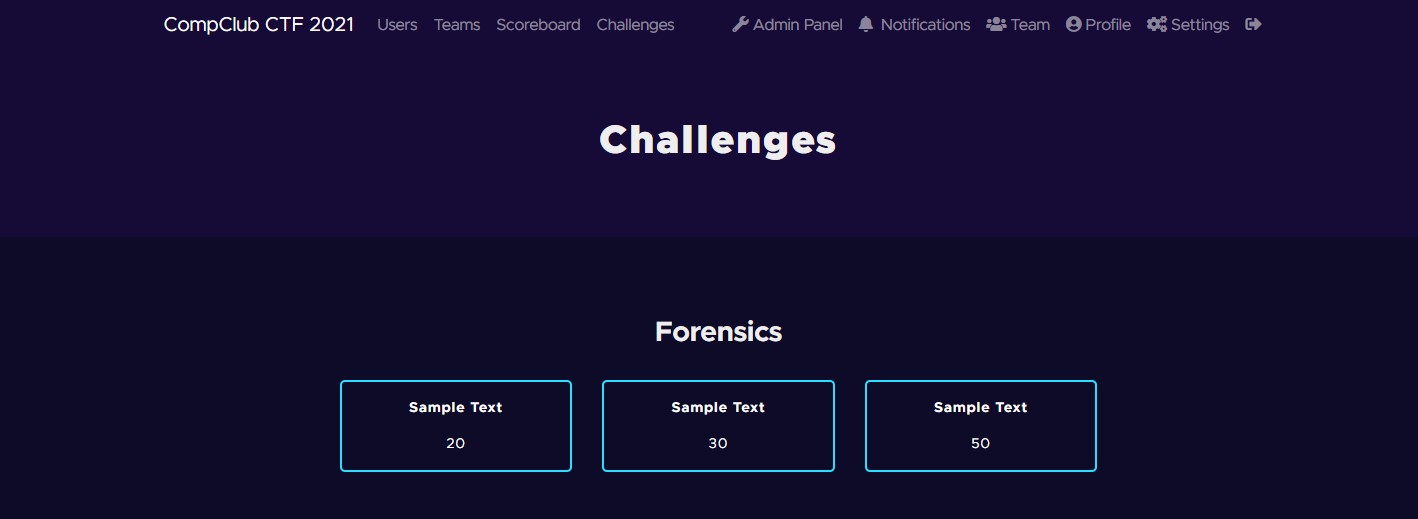 CompClub CTF 2021 Users Teams Scoreboard Challenges Admin Panel Notifications Team Profile Settings
Challenges
Forensics
Sample Text Sample Text Sample Text
20 30 50